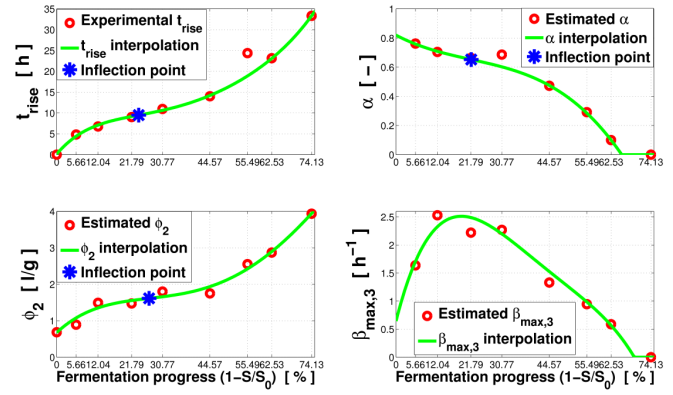 t_rise [ h ]
35
30
25
20
15
10
5
0
Experimental t_rise
t_rise interpolation
Inflection point
0 5.66 12.04 21.79 30.77 44.57 55.49 62.53 74.13
α [ − ]
1
0.8
0.6
0.4
0.2
0
Estimated α
α interpolation
Inflection point
0 5.66 12.04 21.79 30.77 44.57 55.49 62.53 74.13
ϕ_2 [ l/g ]
4
3
2
1
0
Estimated ϕ_2
ϕ_2 interpolation
Inflection point
0 5.66 12.04 21.79 30.77 44.57 55.49 62.53 74.13
Fermentation progress (1−S/S_0) [ % ]
β_max,3 [ h^−1 ]
2.5
2
1.5
1
0.5
0
Estimated β_max,3
β_max,3 interpolation
0 5.66 12.04 21.79 30.77 44.57 55.49 62.53 74.13
Fermentation progress (1−S/S_0) [ % ]